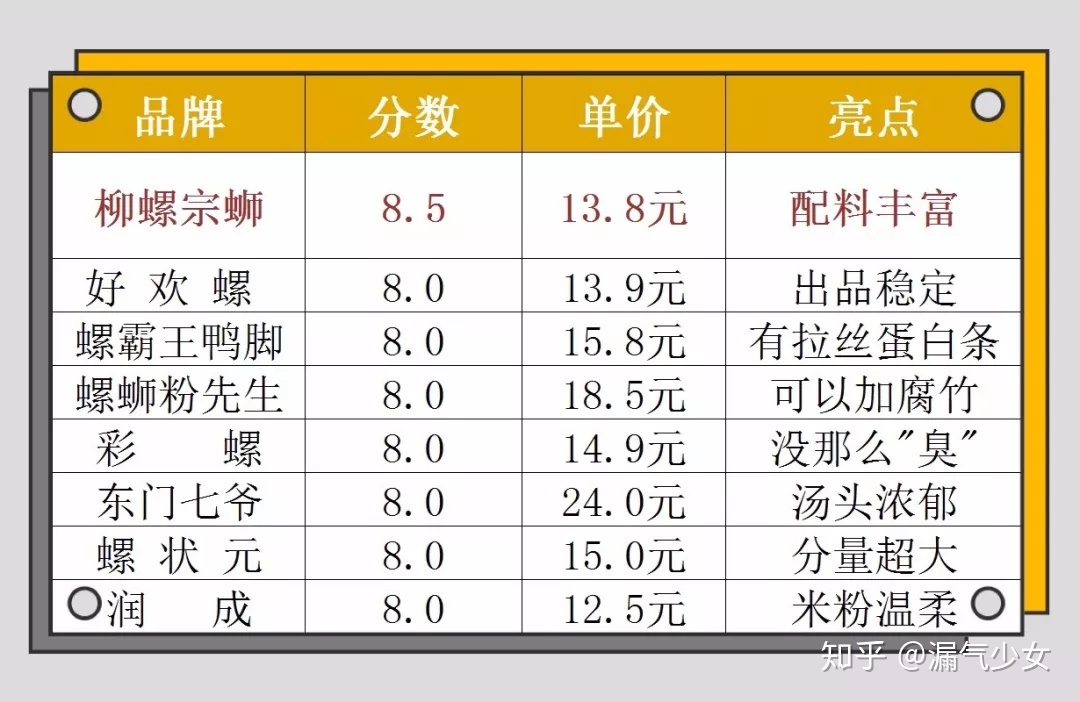 品牌 分数 单价 亮点
柳螺宗蛳 8.5 13.8元 配料丰富
好欢螺 8.0 13.9元 出品稳定
螺霸王鸭脚 8.0 15.8元 有拉丝蛋白条
螺蛳粉先生 8.0 18.5元 可以加腐竹
彩螺 8.0 14.9元 没那么"臭"
东门七爷 8.0 24.0元 汤头浓郁
螺状元 8.0 15.0元 分量超大
润成 8.0 12.5元 米粉温柔
知乎 @漏气少女